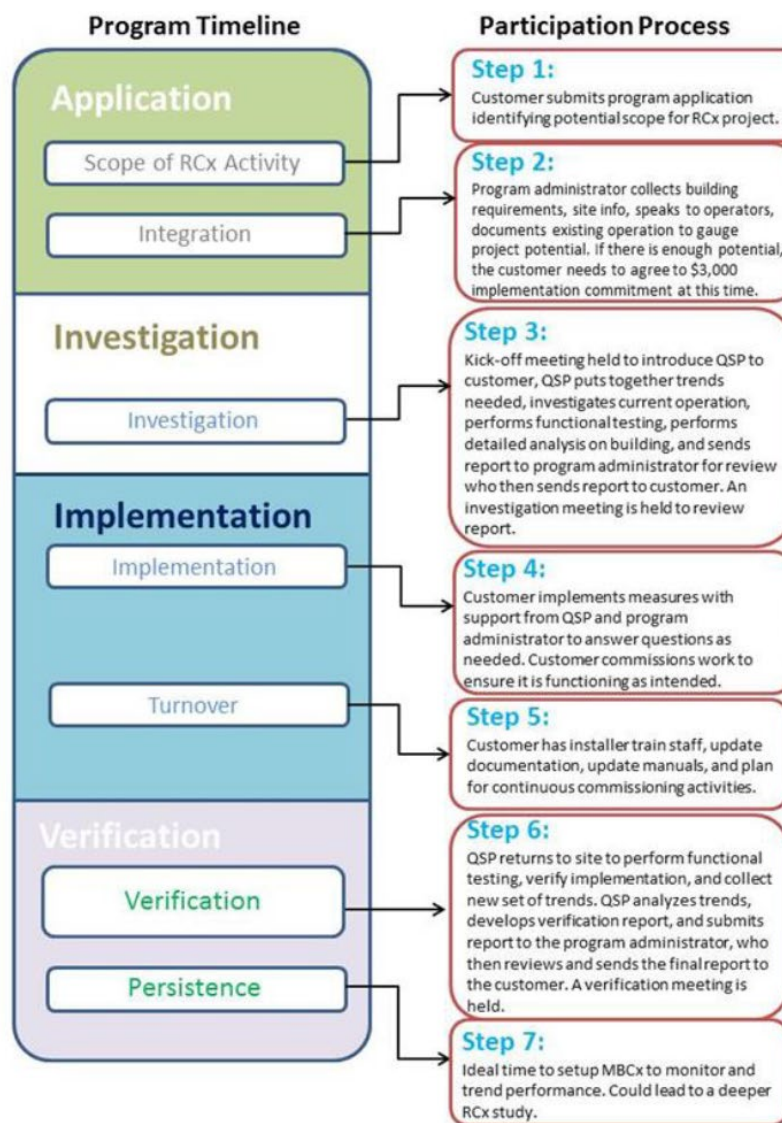 Program Timeline
Application
Scope of RCx Activity
Integration
Investigation
Investigation
Implementation
Implementation
Turnover
Verification
Verification
Persistence
Participation Process
Step 1:
Customer submits program application
identifying potential scope for RCx project.
Step 2:
Program administrator collects building
requirements, site info, speaks to operators,
documents existing operation to gauge
project potential. If there is enough potential,
the customer needs to agree to $3,000
implementation commitment at this time.
Step 3:
Kick-off meeting held to introduce QSP to
customer, QSP puts together trends
needed, investigates current operation,
performs functional testing, performs
detailed analysis on building, and sends
report to program administrator for review
who then sends report to customer. An
investigation meeting is held to review
report.
Step 4:
Customer implements measures with
support from QSP and program
administrator to answer questions as
needed. Customer commissions work to
ensure it is functioning as intended.
Step 5:
Customer has installer train staff, update
documentation, update manuals, and plan
for continuous commissioning activities.
Step 6:
QSP returns to site to perform functional
testing, verify implementation, and collect
new set of trends. QSP analyzes trends,
develops verification report, and submits
report to the program administrator, who
then reviews and sends the final report to
the customer. A verification meeting is
held.
Step 7:
Ideal time to setup MBCx to monitor and
trend performance. Could lead to a deeper
RCx study.